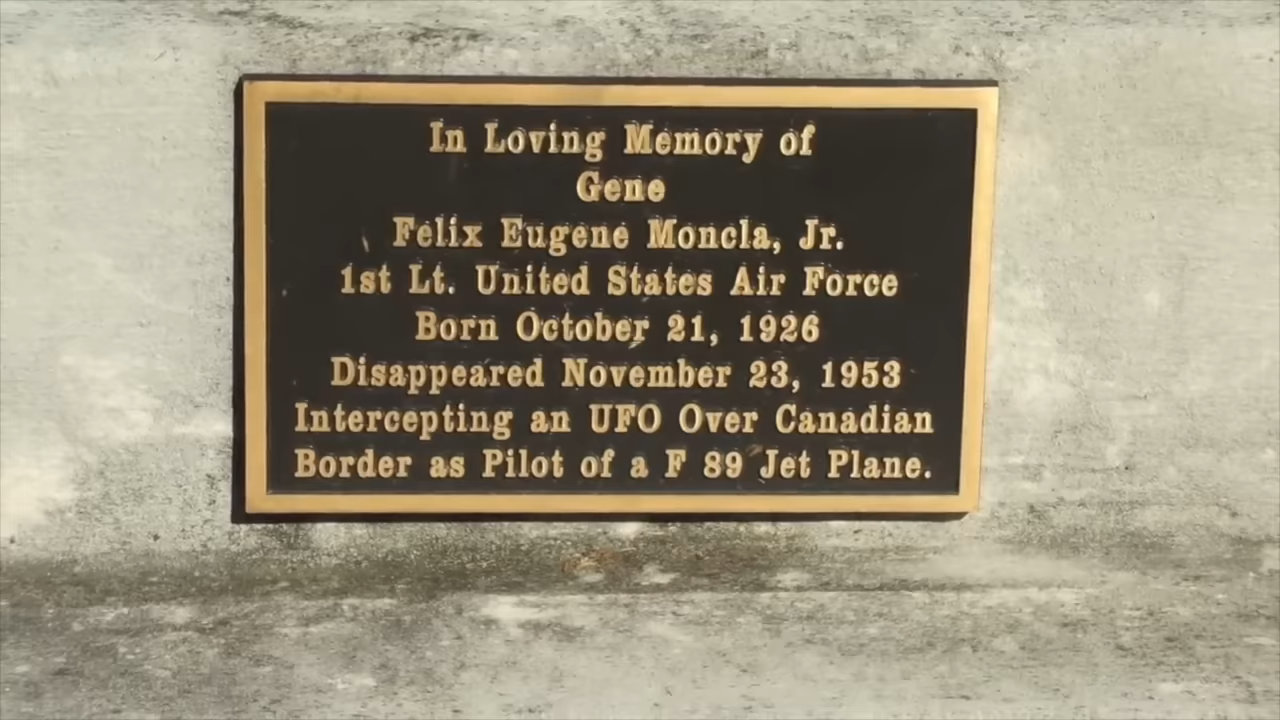 In Loving Memory of
Gene
Felix Eugene Moncla, Jr.
1st Lt. United States Air Force
Born October 21, 1926
Disappeared November 23, 1953
Intercepting an UFO Over Canadian
Border as Pilot of a F 89 Jet Plane.